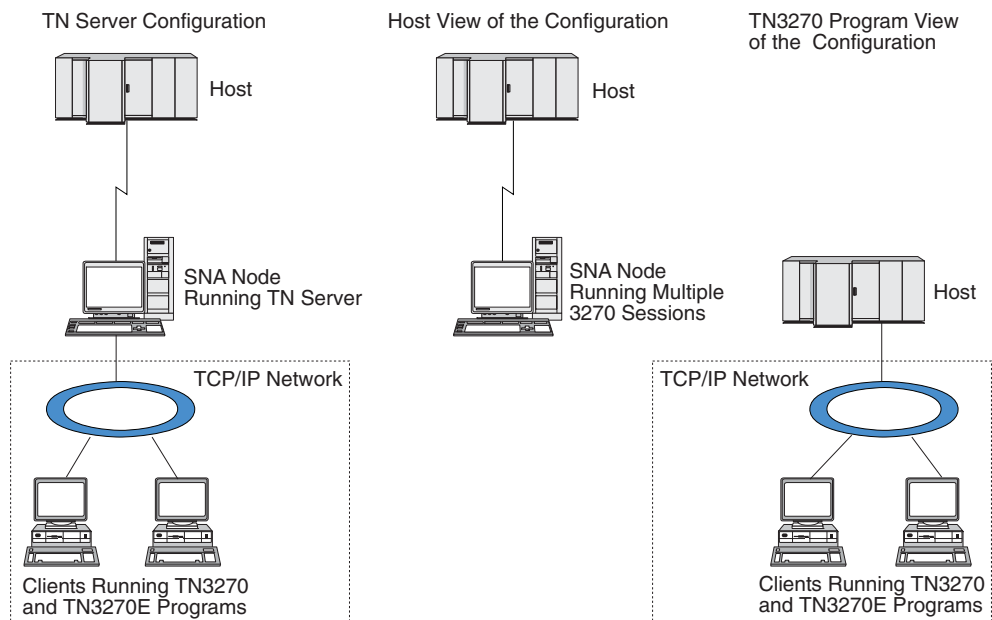 TN Server Configuration
Host
SNA Node
Running TN Server
TCP/IP Network
Clients Running TN3270
and TN3270E Programs
Host View of the Configuration
Host
SNA Node
Running Multiple
3270 Sessions
TN3270 Program View
of the Configuration
Host
TCP/IP Network
Clients Running TN3270
and TN3270E Programs